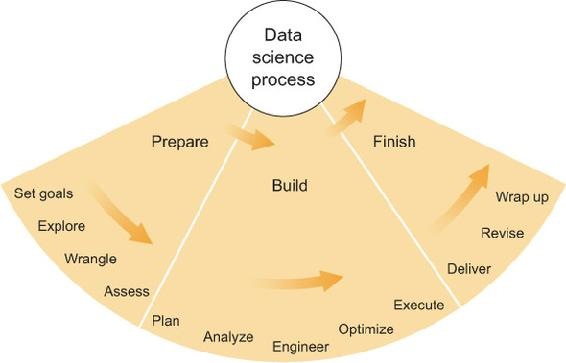 Data
science
process
Prepare
Finish
Build
Set goals
Explore
Wrangle
Assess
Plan
Analyze
Engineer
Optimize
Execute
Deliver
Revise
Wrap up